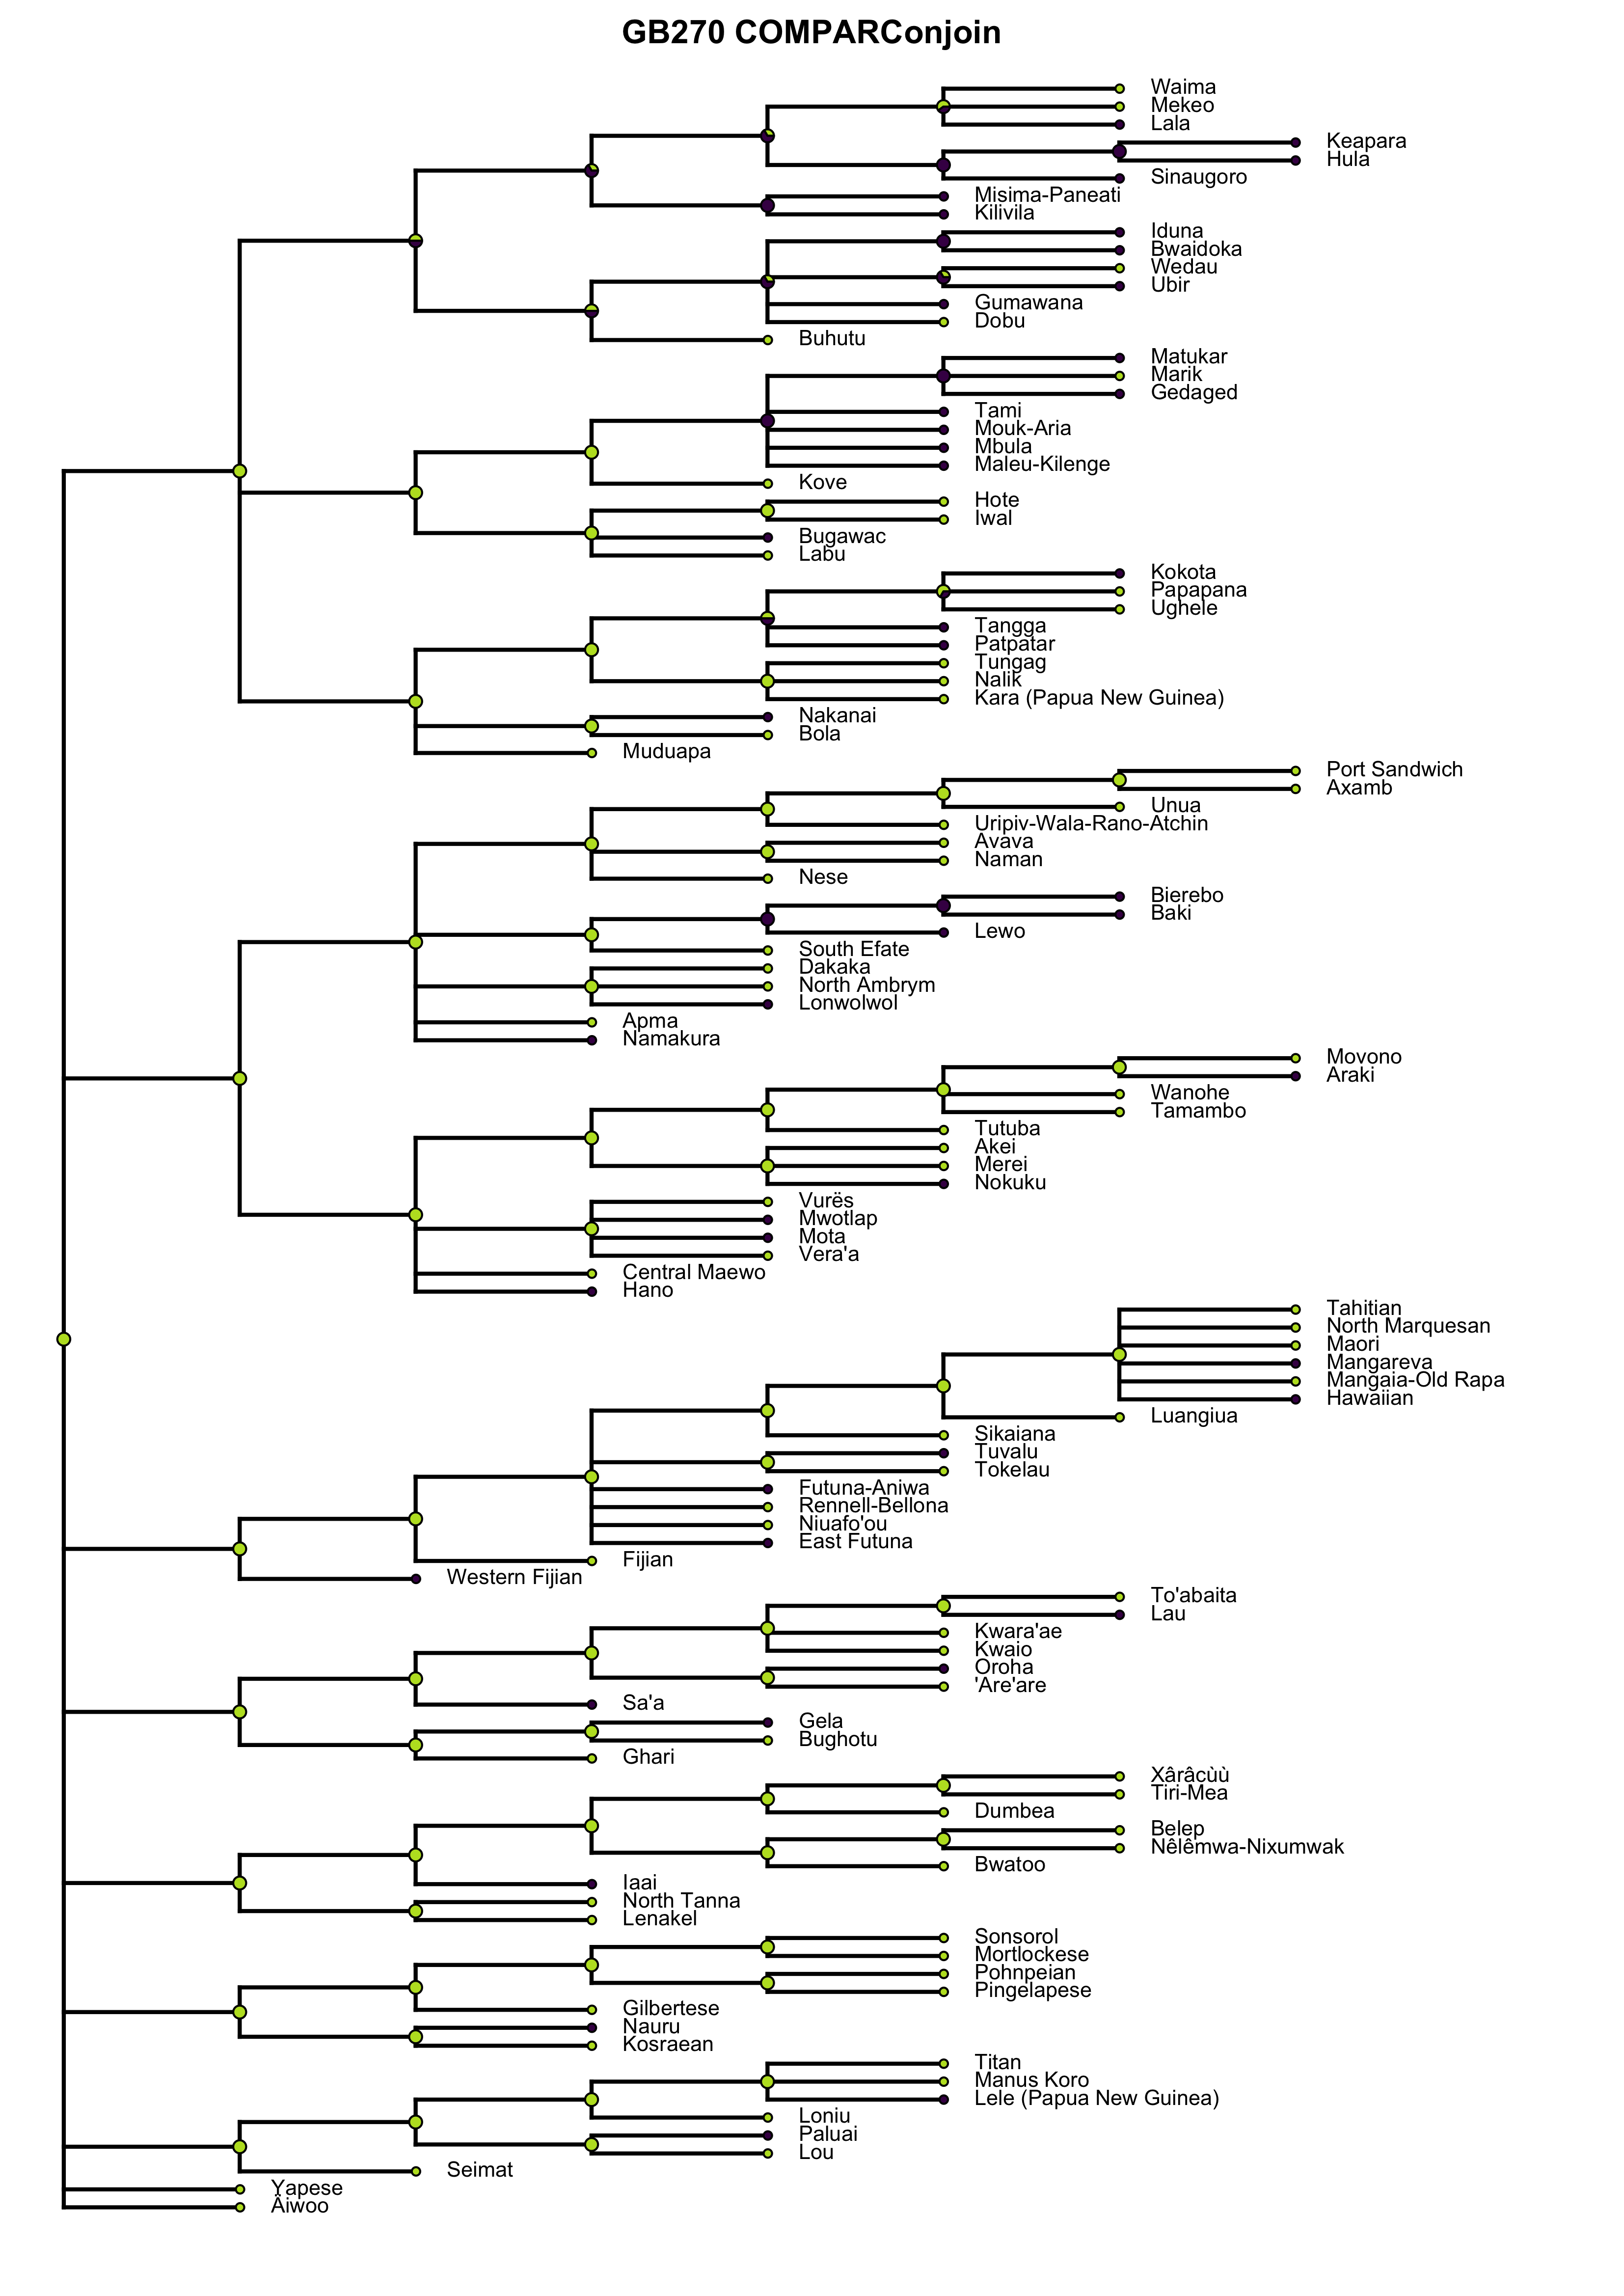 GB270 COMPARConjoin
Waima
Mekeo
Lala
Keapara
Hula
Sinaugoro
Misima-Paneati
Kilivila
Iduna
Bwaidoka
Wedau
Ubir
Gumawana
Dobu
Buhutu
Matukar
Marik
Gedaged
Tami
Mouk-Aria
Mbula
Maleu-Kilenge
Kove
Hote
Iwal
Bugawac
Labu
Kokota
Papapana
Ughele
Tangga
Patpatar
Tungag
Nalik
Kara (Papua New Guinea)
Nakanai
Bola
Muduapa
Port Sandwich
Axamb
Unua
Uripiv-Wala-Rano-Atchin
Avava
Naman
Nese
Bierebo
Baki
Lewo
South Efate
Dakaka
North Ambrym
Lonwolwol
Apma
Namakura
Movono
Araki
Wanohe
Tamambo
Tutuba
Akei
Merei
Nokuku
Vurës
Mwotlap
Mota
Vera'a
Central Maewo
Hano
Tahitian
North Marquesan
Maori
Mangareva
Mangaia-Old Rapa
Hawaiian
Luangiua
Sikaiana
Tuvalu
Tokelau
Futuna-Aniwa
Rennell-Bellona
Niuafo'ou
East Futuna
Fijian
Western Fijian
To'abaita
Lau
Kwara'ae
Kwaio
Oroha
'Are'are
Sa'a
Gela
Bughotu
Ghari
Xârâcùù
Tiri-Mea
Dumbea
Belep
Nêlêmwa-Nixumwak
Bwatoo
Iaai
North Tanna
Lenakel
Sonsorol
Mortlockese
Pohnpeian
Pingelapese
Gilbertese
Nauru
Kosraean
Titan
Manus Koro
Lele (Papua New Guinea)
Loniu
Paluai
Lou
Seimat
Yapese
Äiwoo